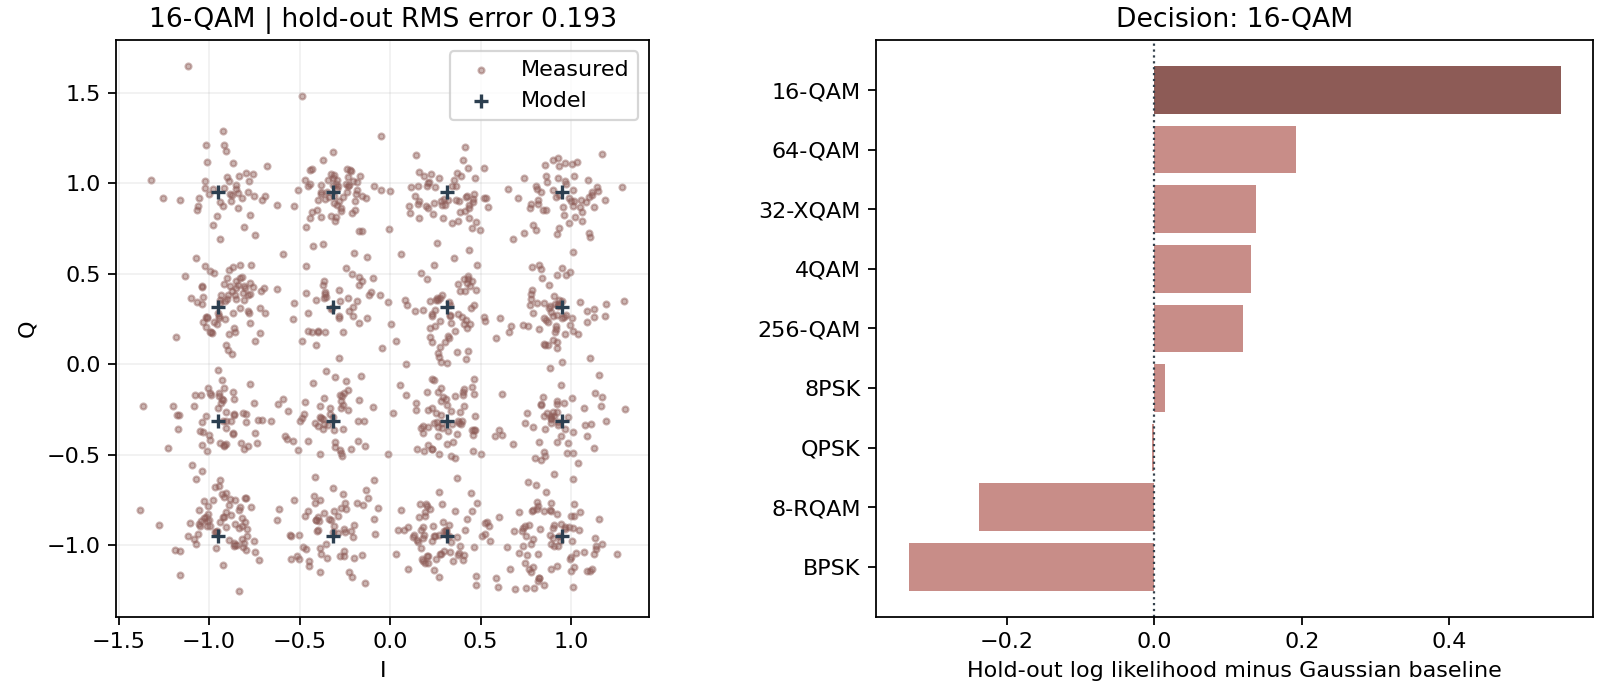 16-QAM | hold-out RMS error 0.193
Measured
Model
1.5
1.0
0.5
0.0
−0.5
−1.0
Q
−1.5
−1.0
−0.5
0.0
0.5
1.0
I
Decision: 16-QAM
16-QAM
64-QAM
32-XQAM
4QAM
256-QAM
8PSK
QPSK
8-RQAM
BPSK
−0.2
0.0
0.2
0.4
Hold-out log likelihood minus Gaussian baseline